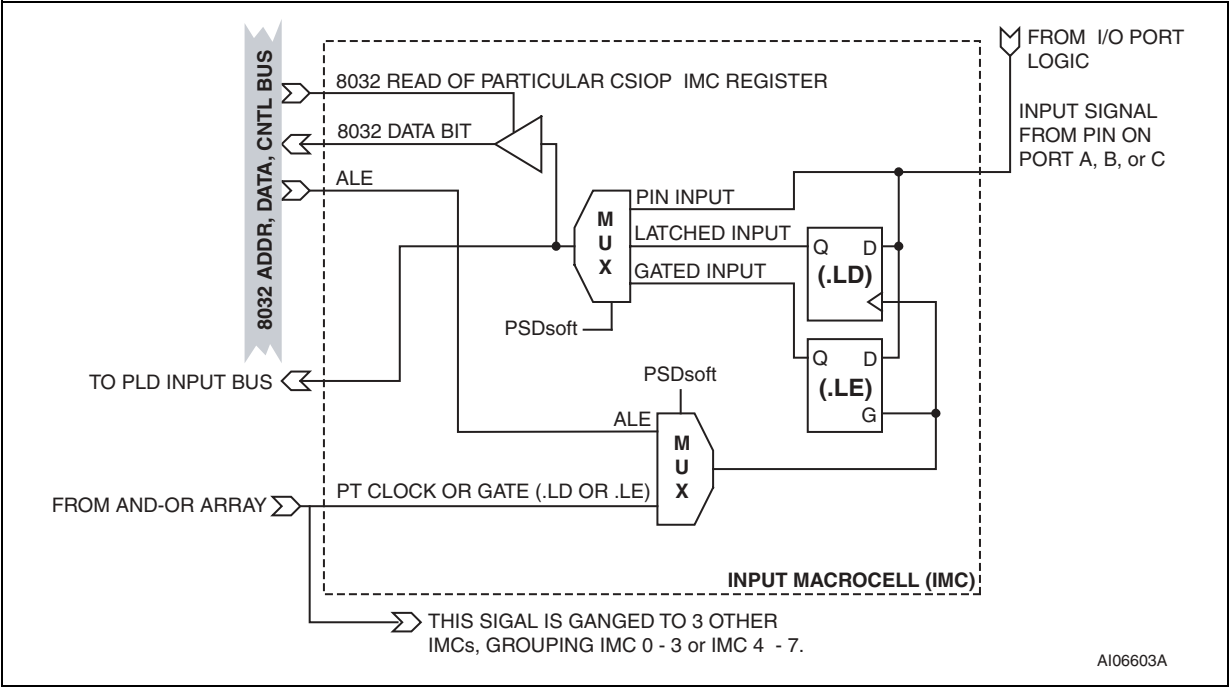 FROM I/O PORT
LOGIC
8032 ADDR, DATA, CNTL BUS
8032 READ OF PARTICULAR CSIOP IMC REGISTER
INPUT SIGNAL
FROM PIN ON
PORT A, B, or C
8032 DATA BIT
ALE
PIN INPUT
MUX
LATCHED INPUT
Q D
(.LD)
GATED INPUT
PSDsoft
Q D
(.LE)
G
TO PLD INPUT BUS
PSDsoft
ALE
MUX
PT CLOCK OR GATE (.LD OR .LE)
FROM AND-OR ARRAY
INPUT MACROCELL (IMC)
THIS SIGAL IS GANGED TO 3 OTHER
IMCs, GROUPING IMC 0 - 3 or IMC 4 - 7.
AI06603A